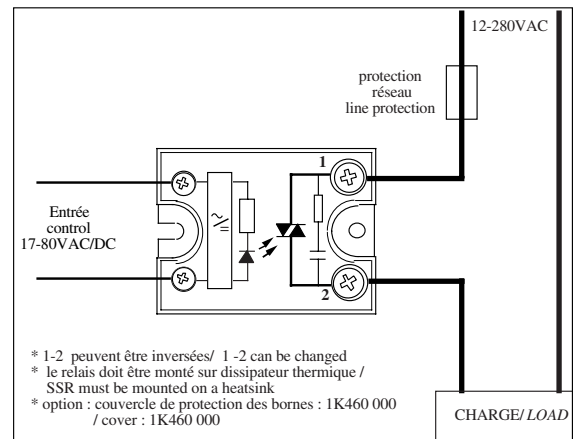 12-280VAC
protection
réseau
line protection
1
Entrée
control
17-80VAC/DC
~/=
2
* 1-2 peuvent être inversées/ 1 -2 can be changed
* le relais doit être monté sur dissipateur thermique /
SSR must be mounted on a heatsink
* option : couvercle de protection des bornes : 1K460 000
/ cover : 1K460 000
CHARGE/ LOAD